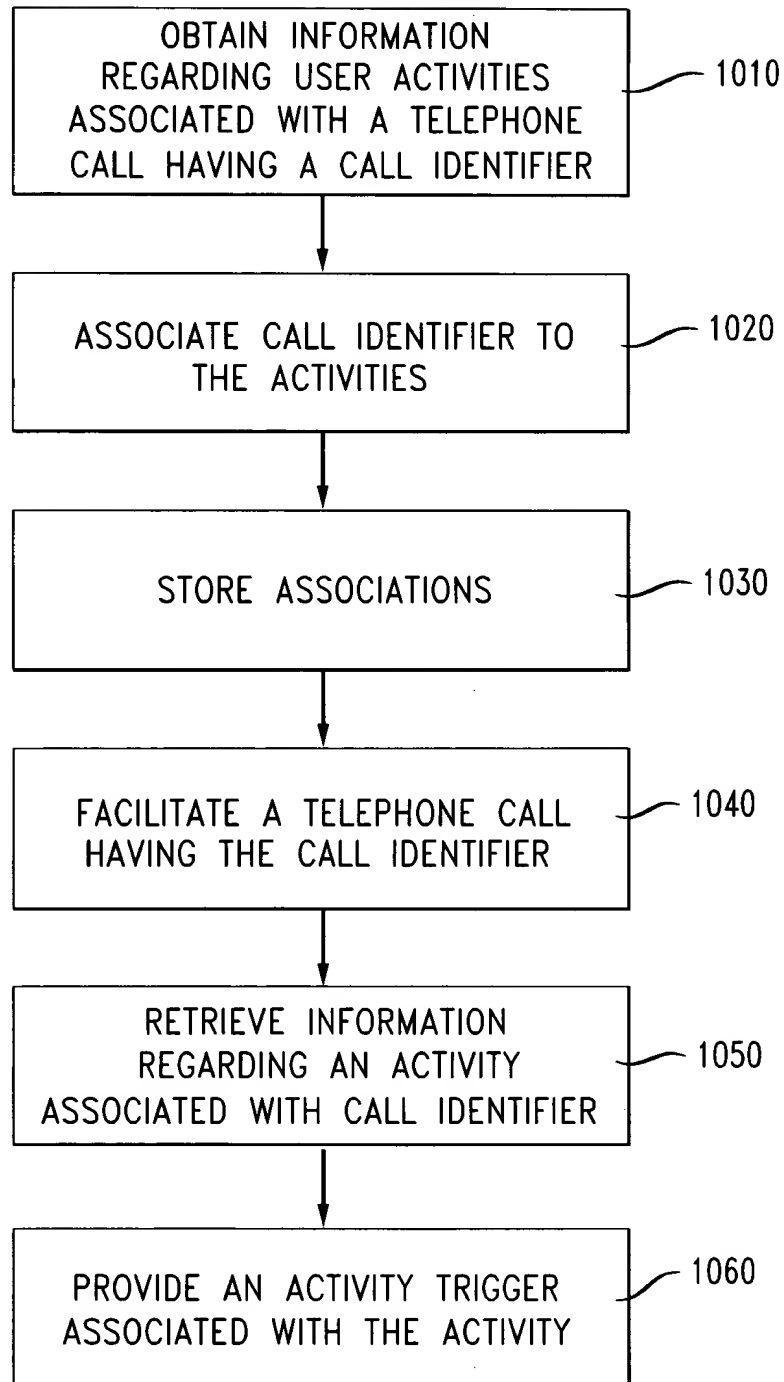 OBTAIN INFORMATION
REGARDING USER ACTIVITIES
ASSOCIATED WITH A TELEPHONE
CALL HAVING A CALL IDENTIFIER
1010
ASSOCIATE CALL IDENTIFIER TO
THE ACTIVITIES
1020
STORE ASSOCIATIONS
1030
FACILITATE A TELEPHONE CALL
HAVING THE CALL IDENTIFIER
1040
RETRIEVE INFORMATION
REGARDING AN ACTIVITY
ASSOCIATED WITH CALL IDENTIFIER
1050
PROVIDE AN ACTIVITY TRIGGER
ASSOCIATED WITH THE ACTIVITY
1060